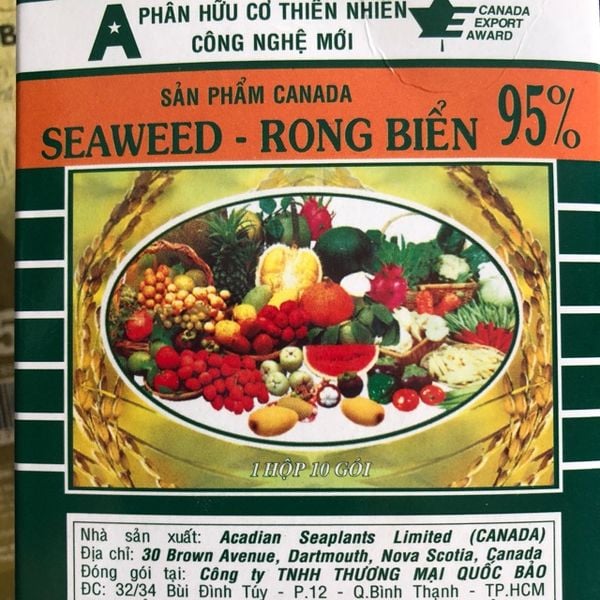 A PHÂN HỮU CƠ THIÊN NHIÊN
CÔNG NGHỆ MỚI
CANADA
EXPORT
AWARD
SẢN PHẨM CANADA
SEAWEED - RONG BIỂN 95%
1 HỘP 10 GÓI
Nhà sản xuất: Acadian Seaplants Limited (CANADA)
Địa chỉ: 30 Brown Avenue, Dartmouth, Nova Scotia, Canada
Đóng gói tại: Công ty TNHH THƯƠNG MẠI QUỐC BẢO
ĐC: 32/34 Bùi Đình Túy - P.12 - Q.Bình Thạnh - TP.HCM